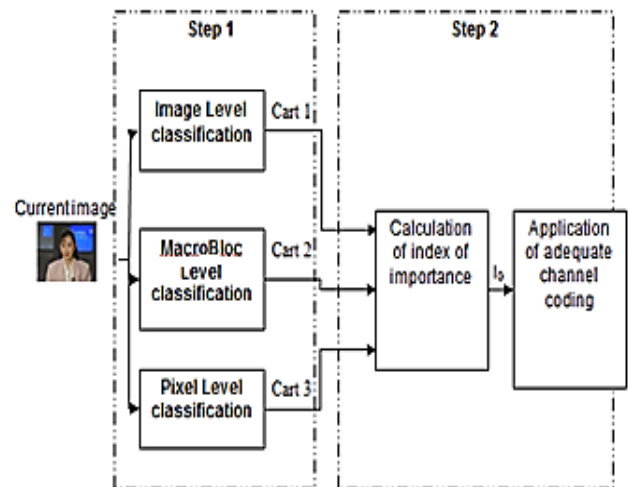 Step 1
Step 2
Image Level
classification
Cart 1
Currentimage
MacroBloc
Level
classification
Cart 2
Calculation
of index of
importance
Application
of adequate
channel
coding
Pixel Level
classification
Cart 3